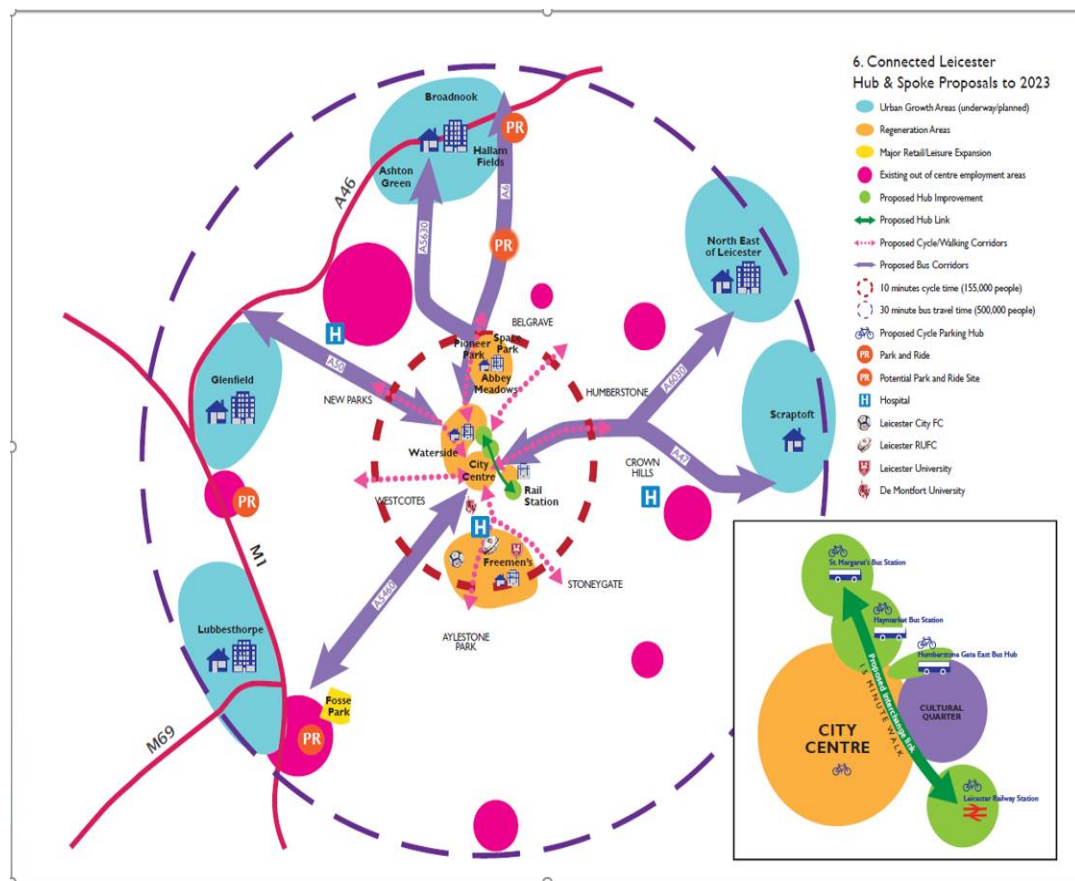 6. Connected Leicester
Hub & Spoke Proposals to 2023
Urban Growth Areas (underway/planned)
Regeneration Areas
Major Retail/Leisure Expansion
Existing out of centre employment areas
Proposed Hub Improvement
Proposed Hub Link
Proposed Cycle/Walking Corridors
Proposed Bus Corridors
10 minutes cycle time (155,000 people)
30 minute bus travel time (500,000 people)
Proposed Cycle Parking Hub
PR Park and Ride
PR Potential Park and Ride Site
H Hospital
Leicester City FC
Leicester RUFC
Leicester University
De Montfort University
Broadnook
PR
Hallam
Fields
Ashton
Green
A46
A5630
A6
PR
North East
of Leicester
BELGRAVE
H
Pioneer
Park
Space
Park
Abbey
Meadows
A50
NEW PARKS
Glenfield
HUMBERSTONE
A6030
Scraptoft
Waterside
City
Centre
Rail
Station
CROWN
HILLS
A47
H
WESTCOTES
PR
M1
H
Freemen's
STONEYGATE
A5460
AYLESTONE
PARK
Lubbesthorpe
Fosse
Park
PR
M69
St. Margaret's Bus Station
Haymarket Bus Station
Humberstone Gate East Bus Hub
Proposed interchange link
15 MINUTE WALK
CULTURAL
QUARTER
CITY
CENTRE
Leicester Railway Station